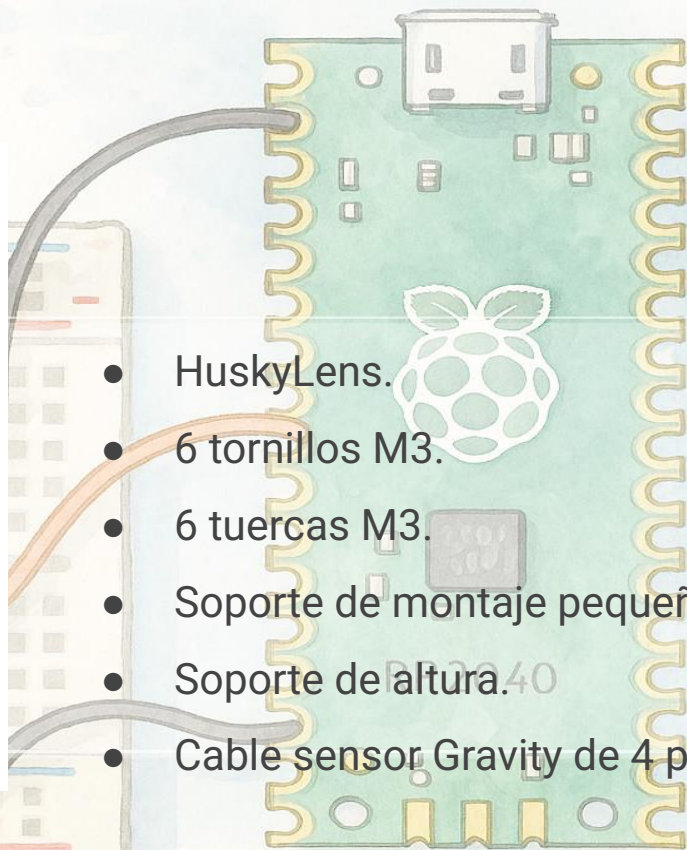 ● HuskyLens.
● 6 tornillos M3.
● 6 tuercas M3.
● Soporte de montaje pequeñ
● Soporte de altura.
● Cable sensor Gravity de 4 p
RP2040